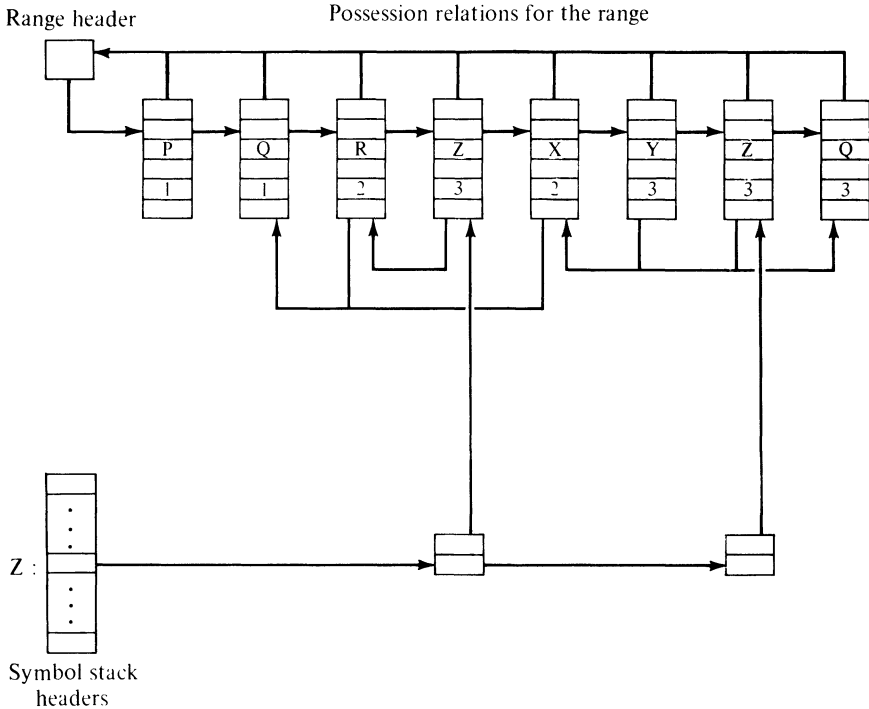 Possession relations for the range
Range header
P Q R Z X Y Z Q
1 1 2 3 2 3 3 3
Z :
Symbol stack
headers